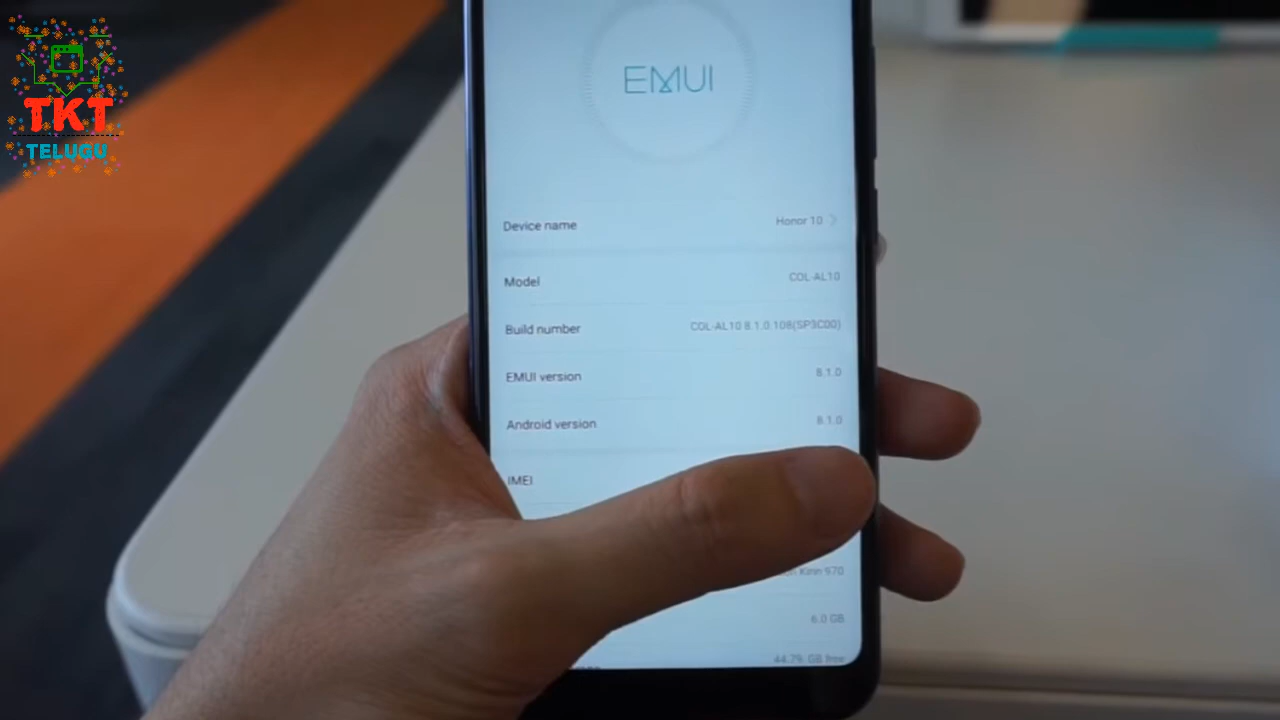 TKT
TELUGU
EMUI
Device name Honor 10
Model COL-AL10
Build number COL-AL10 8.1.0.108(SP3C00)
EMUI version 8.1.0
Android version 8.1.0
IMEI
Kirin 970
6.0 GB
44.79 GB free